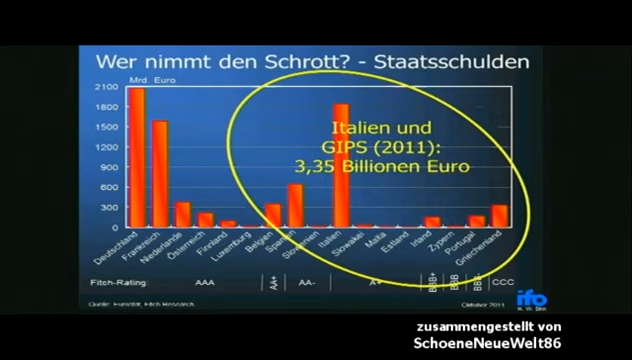 Wer nimmt den Schrott? - Staatsschulden
Mrd. Euro
2100
1800
1500
1200
900
600
300
0
Italien und
GIPS (2011):
3,35 Billionen Euro
Deutschland
Frankreich
Niederlande
Österreich
Finnland
Luxemburg
Belgien
Spanien
Slowenien
Italien
Slowakei
Malta
Estland
Irland
Zypern
Portugal
Griechenland
Fitch-Rating: AAA AA+ AA- A+ BBB+ BBB BBB- CCC
Quelle: Eurostat, Fitch Research.
Oktober 2011
ifo
H. W. Sinn
zusammengestellt von
SchoeneNeueWelt86